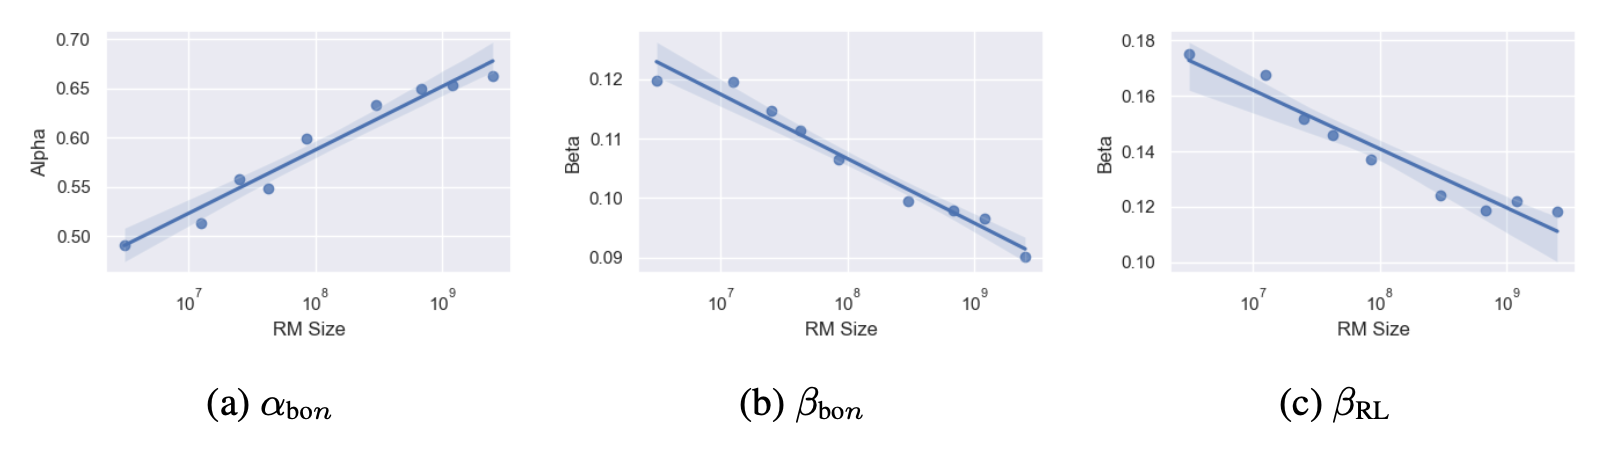 Alpha
0.70
0.65
0.60
0.55
0.50
10^7 10^8 10^9
RM Size
(a) α_bon
Beta
0.12
0.11
0.10
0.09
10^7 10^8 10^9
RM Size
(b) β_bon
Beta
0.18
0.16
0.14
0.12
0.10
10^7 10^8 10^9
RM Size
(c) β_RL